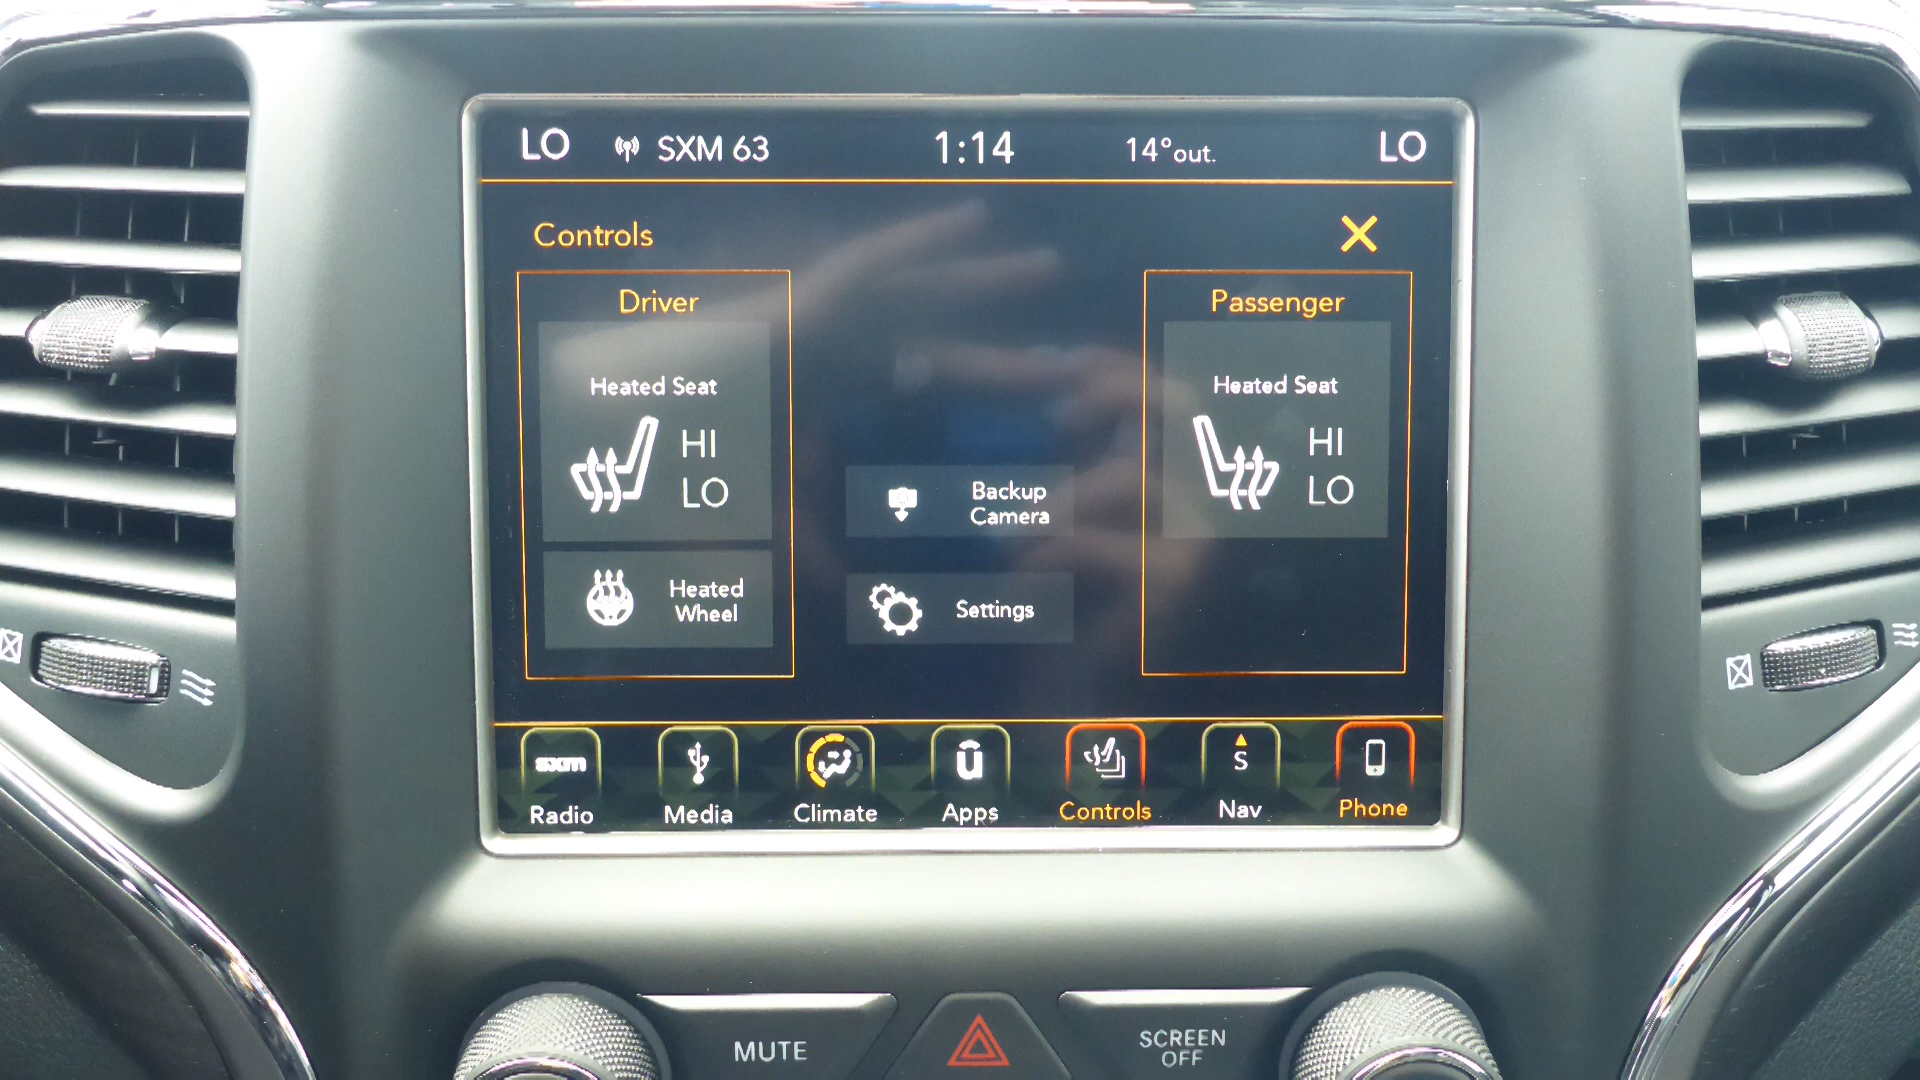 LO SXM 63 1:14 14°out. LO
Controls
Driver
Heated Seat
HI
LO
Heated
Wheel
Backup
Camera
Settings
Passenger
Heated Seat
HI
LO
sxm
Radio
Media
Climate
ū
Apps
Controls
S
Nav
Phone
MUTE
SCREEN
OFF